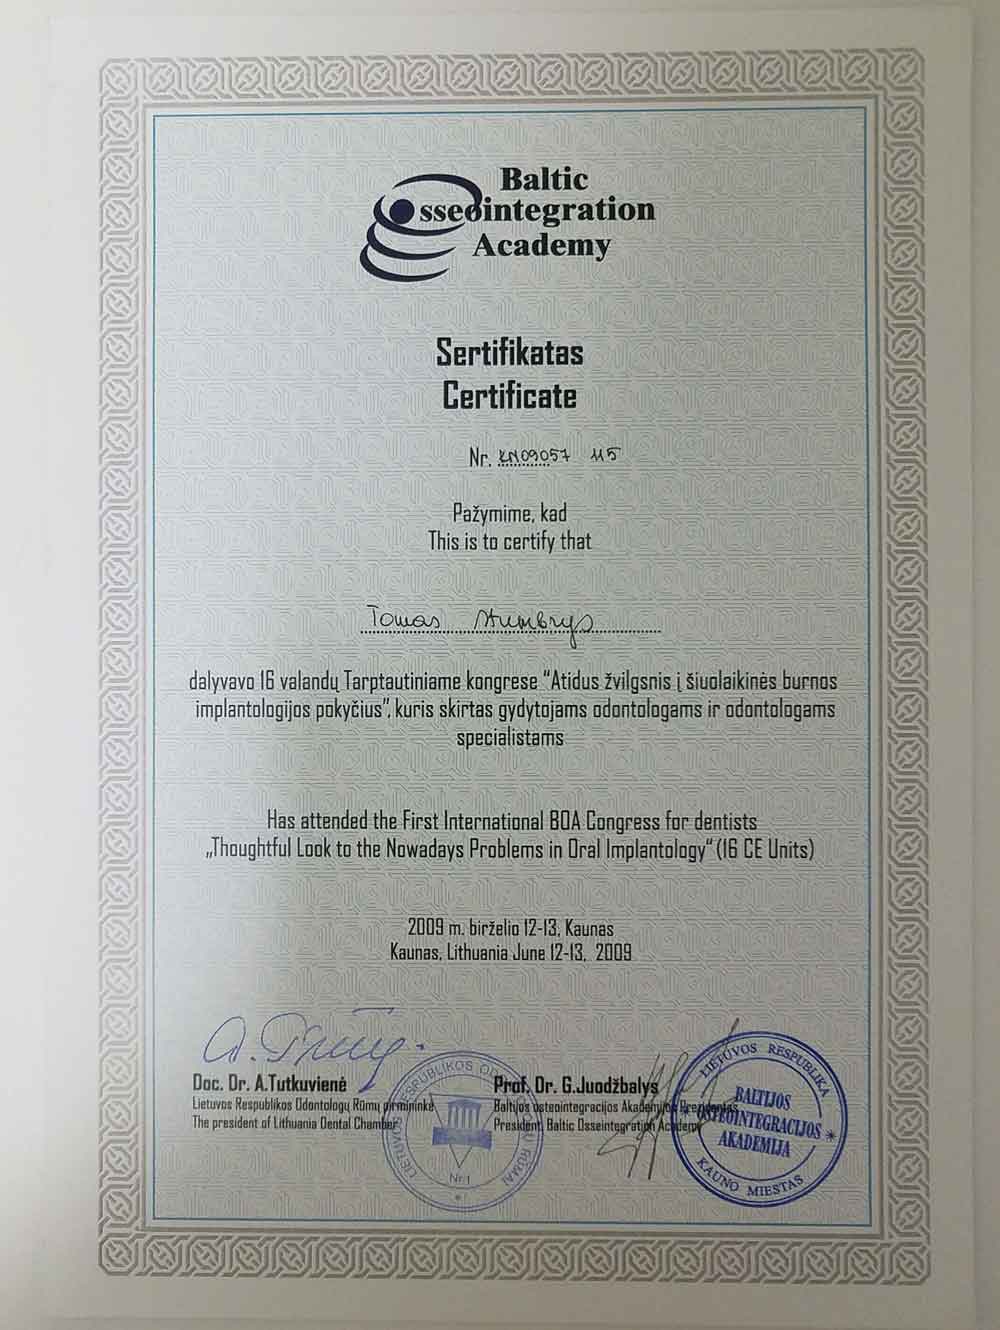 Baltic
Osseointegration
Academy
Sertifikatas
Certificate
Nr. KN09057 115
Pažymime, kad
This is to certify that
Tomas Stumbrys
dalyvavo 16 valandų Tarptautiniame kongrese "Atidus žvilgsnis į šiuolaikinės burnos
implantologijos pokyčius", kuris skirtas gydytojams odontologams ir odontologams
specialistams
Has attended the First International BOA Congress for dentists
„Thoughtful Look to the Nowadays Problems in Oral Implantology“ (16 CE Units)
2009 m. birželio 12-13, Kaunas
Kaunas, Lithuania June 12-13, 2009
Doc. Dr. A.Tutkuvienė
Lietuvos Respublikos Odontologų Rūmų pirmininkė
The president of Lithuania Dental Chamber
Prof. Dr. G.Juodžbalys
Baltijos osteointegracijos Akademijos Prezidentas
President, Baltic Osseointegration Academy
LIETUVOS RESPUBLIKOS ODONTOLOGŲ RŪMAI
Nr.1
LIETUVOS RESPUBLIKA
BALTIJOS
OSTEOINTEGRACIJOS
AKADEMIJA
KAUNO MIESTAS